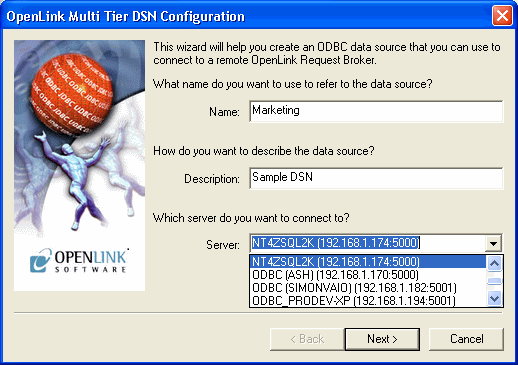 OpenLink Multi Tier DSN Configuration
This wizard will help you create an ODBC data source that you can use to
connect to a remote OpenLink Request Broker.
What name do you want to use to refer to the data source?
Name: Marketing
How do you want to describe the data source?
Description: Sample DSN
Which server do you want to connect to?
Server: NT4ZSQL2K (192.168.1.174:5000)
NT4ZSQL2K (192.168.1.174:5000)
ODBC (ASH) (192.168.1.170:5000)
ODBC (SIMONVAIO) (192.168.1.182:5001)
ODBC_PRODEV-XP (192.168.1.194:5001)
OPENLINK
SOFTWARE
< Back Next > Cancel